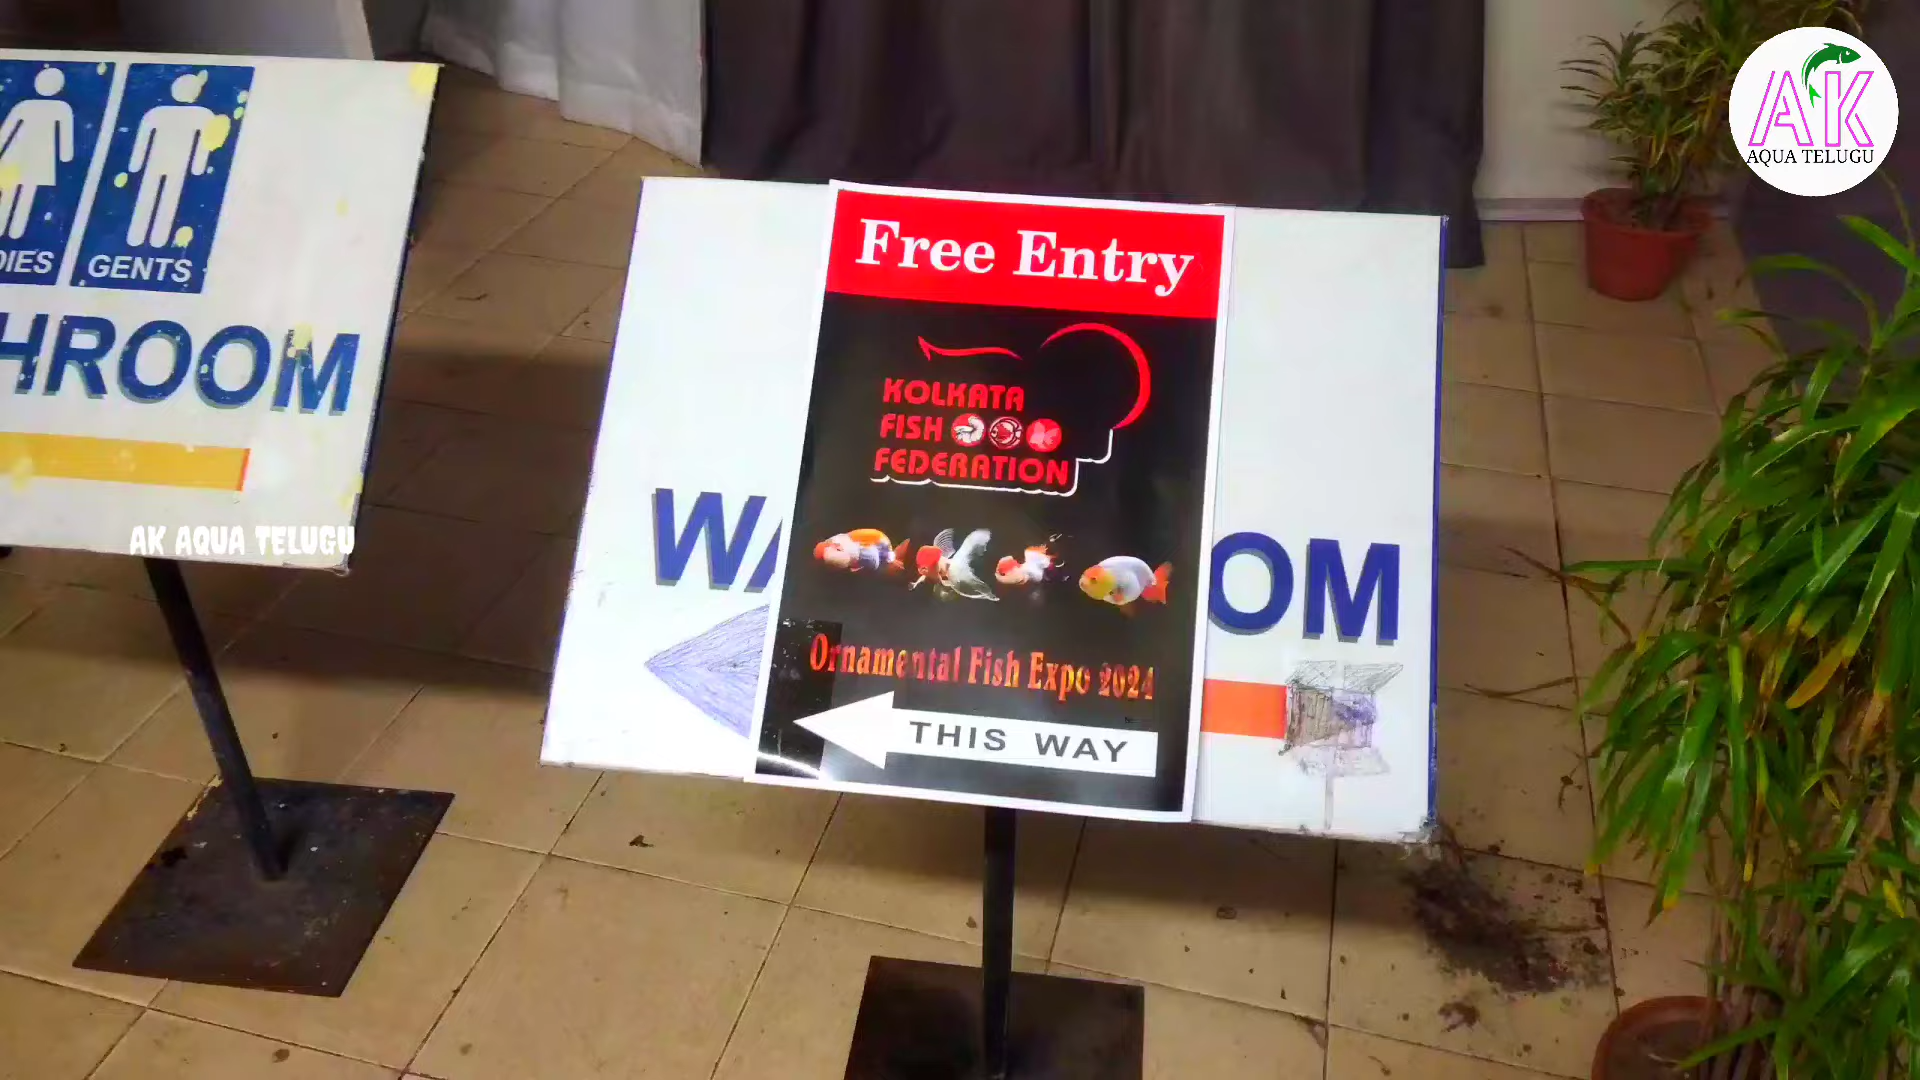 DIES GENTS
HROOM
AK AQUA TELUGU
Free Entry
KOLKATA
FISH
FEDERATION
WA OM
Ornamental Fish Expo 2024
THIS WAY
AK
AQUA TELUGU